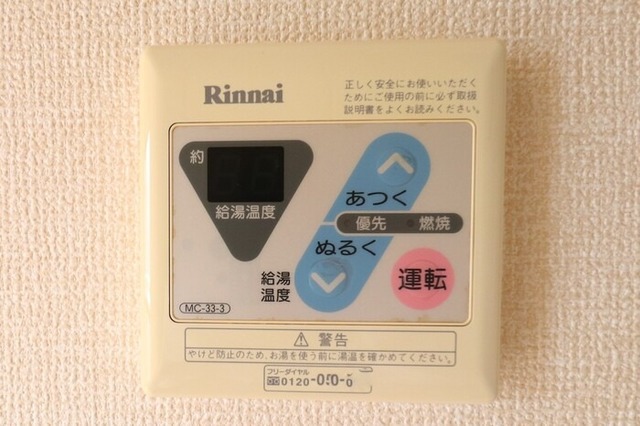 Rinnai
正しく安全にお使いいただく
ためにご使用の前に必ず取扱
説明書をよくお読みください。
約
給湯温度
あつく
優先 燃焼
ぬるく
給湯
温度
運転
MC-33-3
警告
やけど防止のため、お湯を使う前に湯温を確かめてください。
フリーダイヤル
0120-